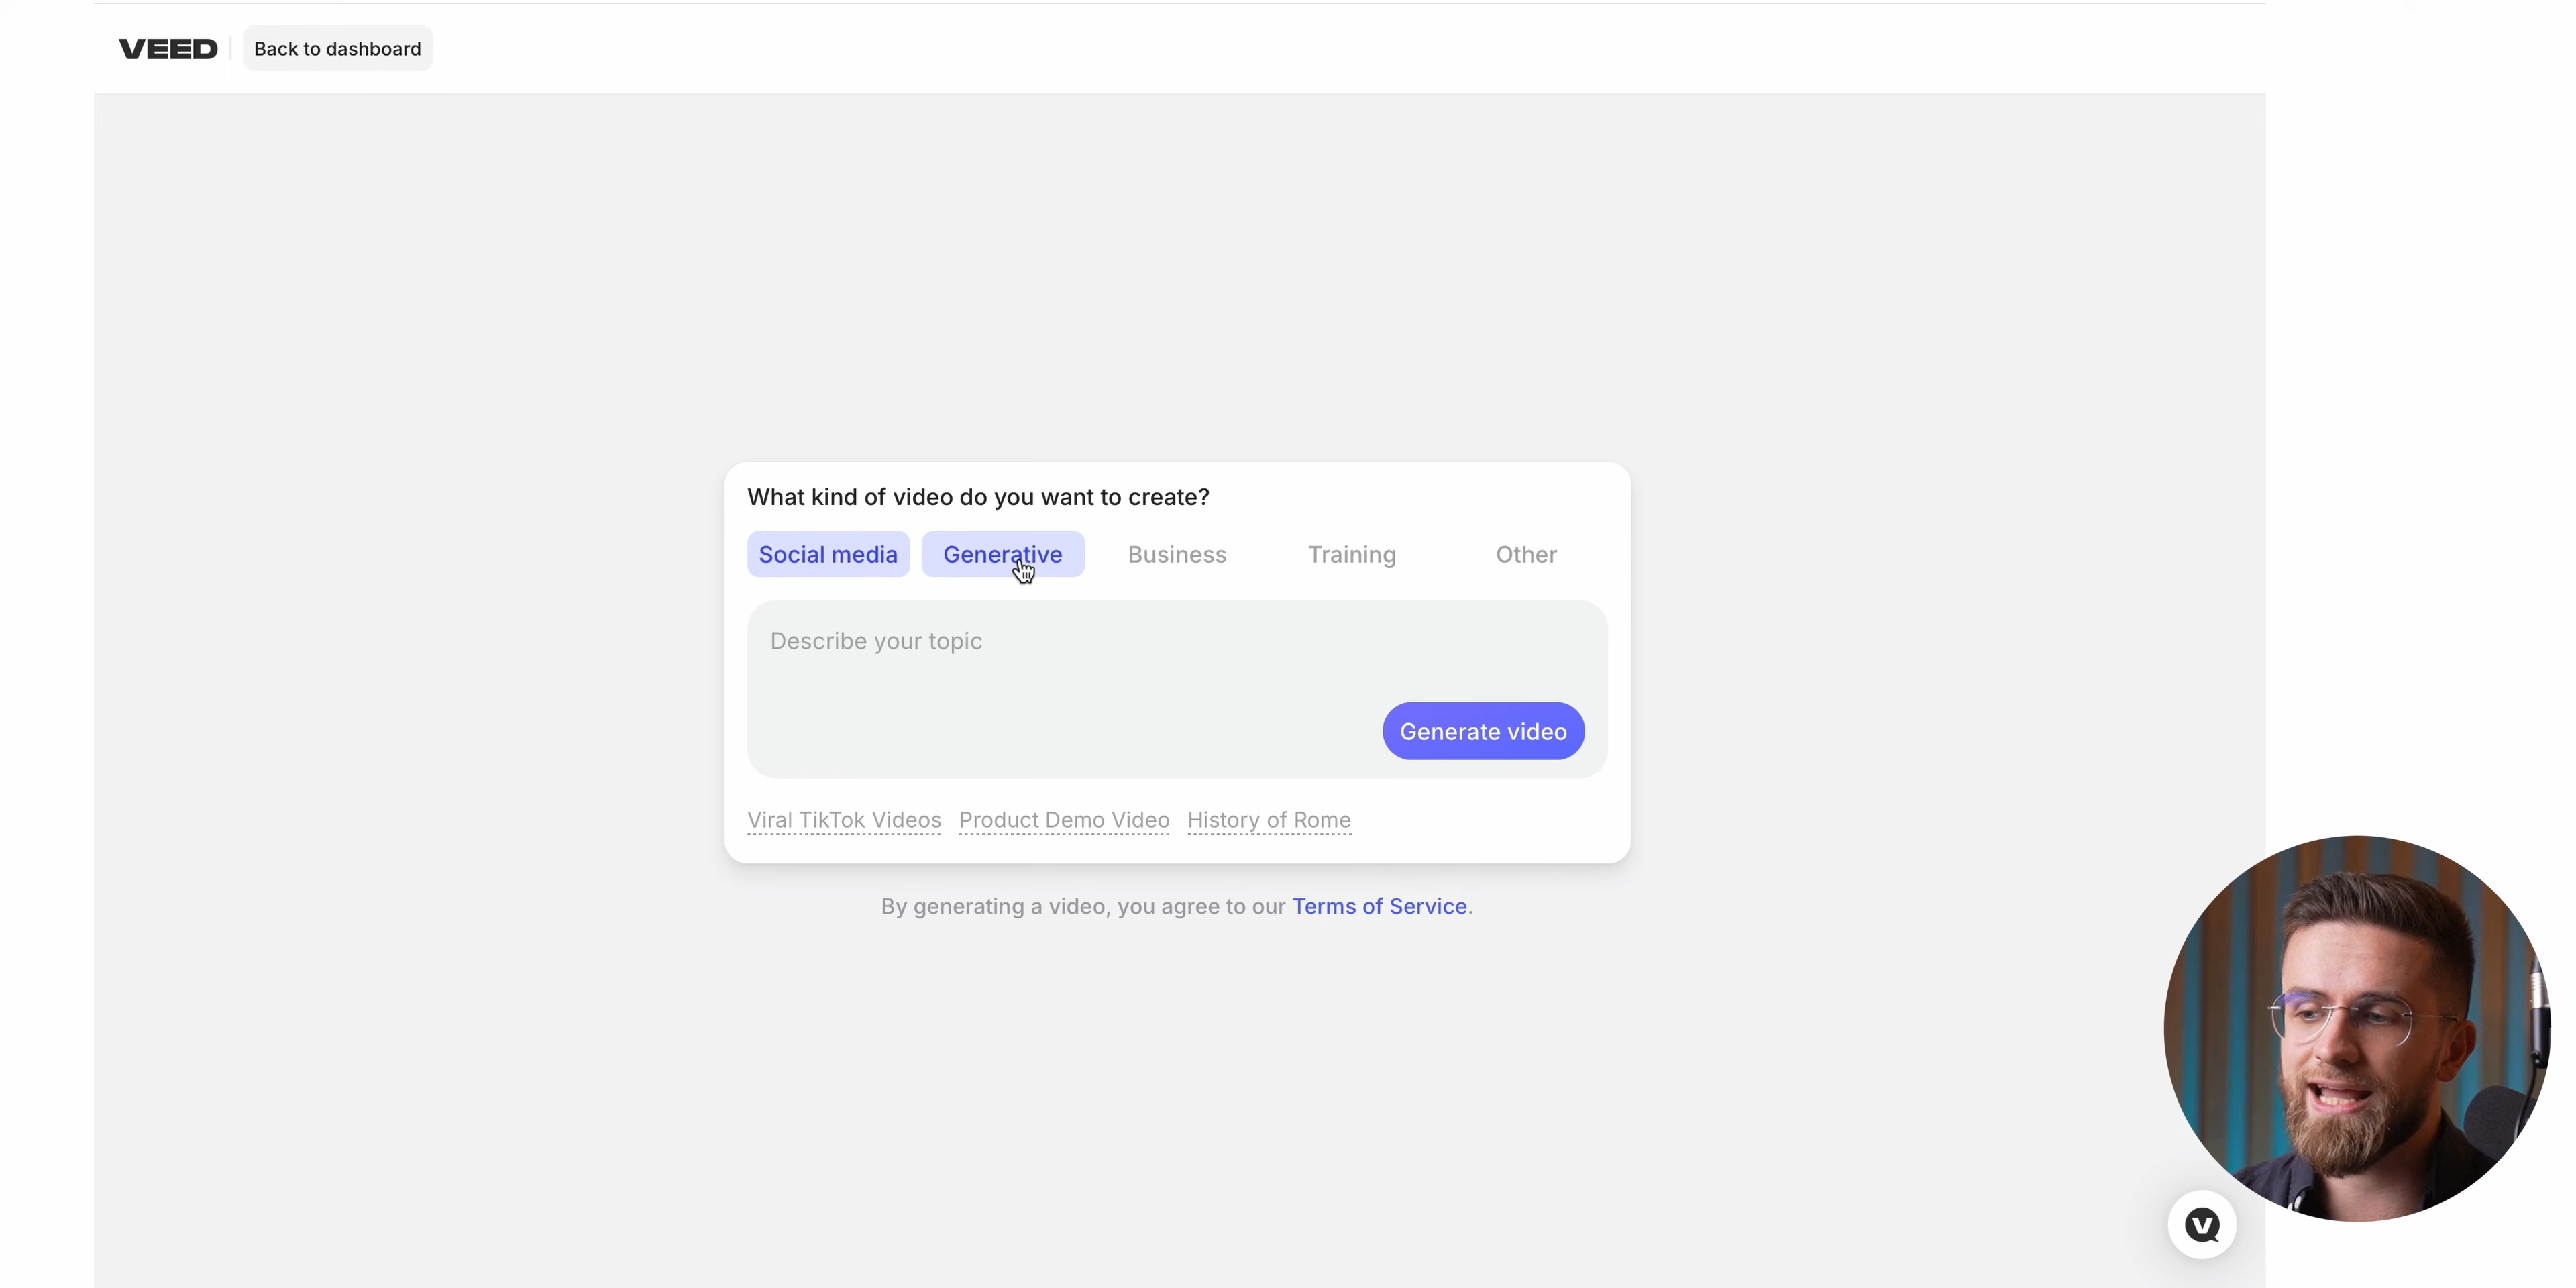 VEED
Back to dashboard
What kind of video do you want to create?
Social media Generative Business Training Other
Describe your topic
Generate video
Viral TikTok Videos Product Demo Video History of Rome
By generating a video, you agree to our Terms of Service.
V